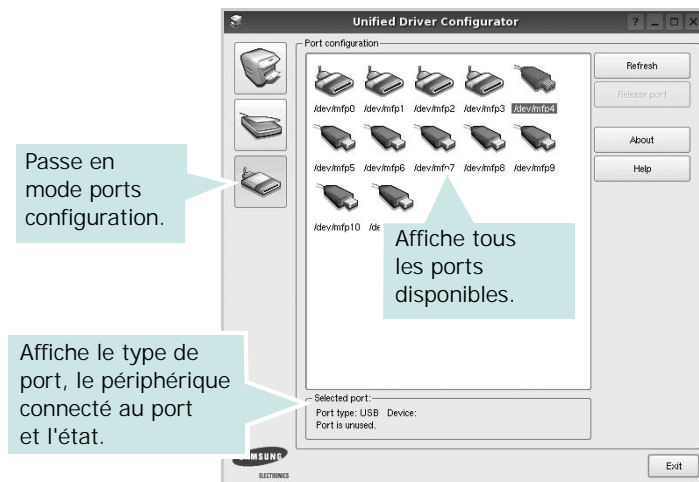 Unified Driver Configurator
Port configuration
/dev/mfp0 /dev/mfp1 /dev/mfp2 /dev/mfp3 /dev/mfp4
/dev/mfp5 /dev/mfp6 /dev/mfp7 /dev/mfp8 /dev/mfp9
/dev/mfp10
Refresh
Release port
About
Help
Passe en
mode ports
configuration.
Affiche tous
les ports
disponibles.
Affiche le type de
port, le périphérique
connecté au port
et l'état.
Selected port:
Port type: USB Device:
Port is unused.
SAMSUNG
ELECTRONICS
Exit